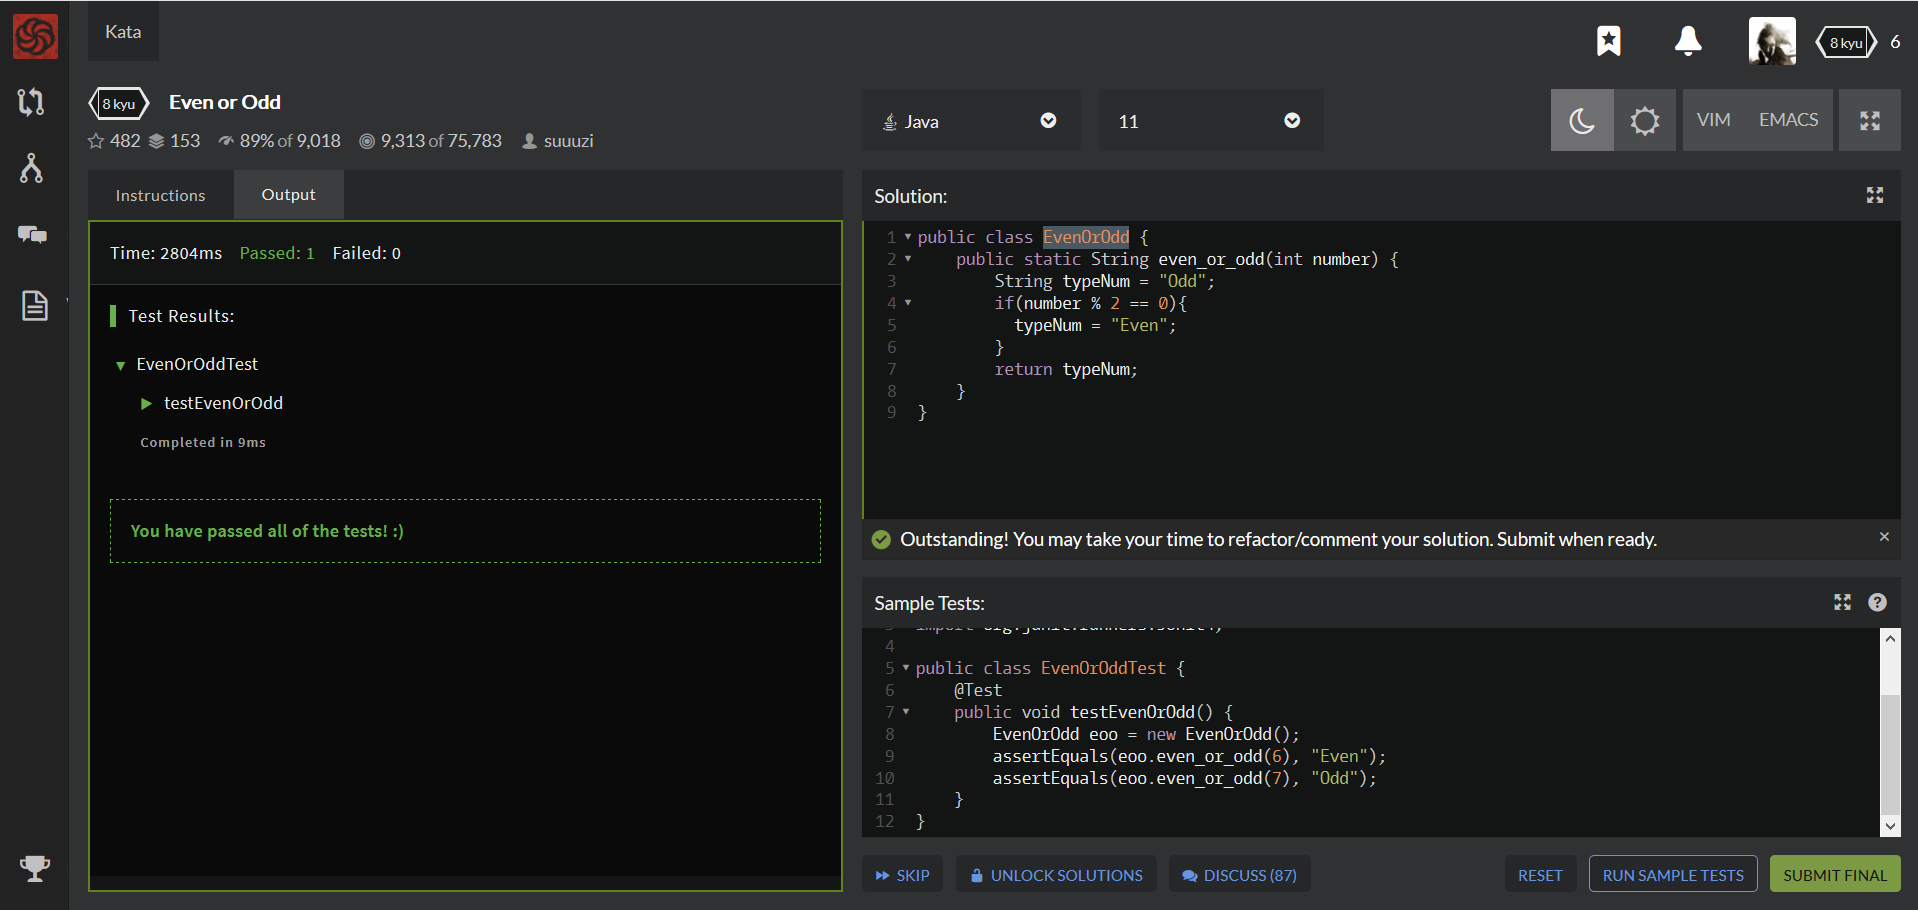 Kata
8 kyu
6
8 kyu
Even or Odd
482 153 89% of 9,018 9,313 of 75,783 suuuzi
Java
11
VIM
EMACS
Instructions
Output
Time: 2804ms Passed: 1 Failed: 0
Test Results:
EvenOrOddTest
testEvenOrOdd
Completed in 9ms
You have passed all of the tests! :)
Solution:
1 public class EvenOrOdd {
2 public static String even_or_odd(int number) {
3 String typeNum = "Odd";
4 if(number % 2 == 0){
5 typeNum = "Even";
6 }
7 return typeNum;
8 }
9 }
Outstanding! You may take your time to refactor/comment your solution. Submit when ready.
Sample Tests:
4
5 public class EvenOrOddTest {
6 @Test
7 public void testEvenOrOdd() {
8 EvenOrOdd eoo = new EvenOrOdd();
9 assertEquals(eoo.even_or_odd(6), "Even");
10 assertEquals(eoo.even_or_odd(7), "Odd");
11 }
12 }
SKIP
UNLOCK SOLUTIONS
DISCUSS (87)
RESET
RUN SAMPLE TESTS
SUBMIT FINAL